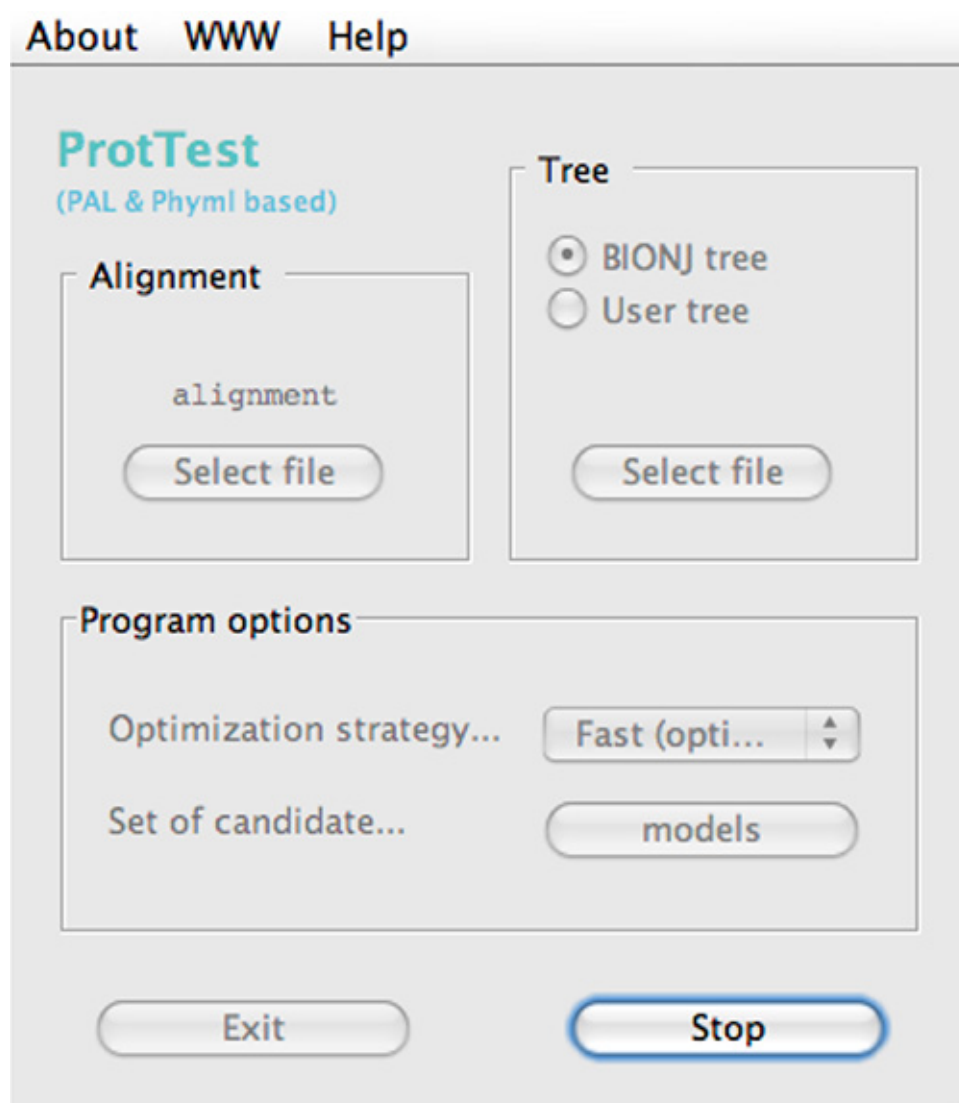 About WWW Help
ProtTest
(PAL & Phyml based)
Alignment
alignment
Select file
Tree
BIONJ tree
User tree
Select file
Program options
Optimization strategy... Fast (opti...
Set of candidate... models
Exit Stop